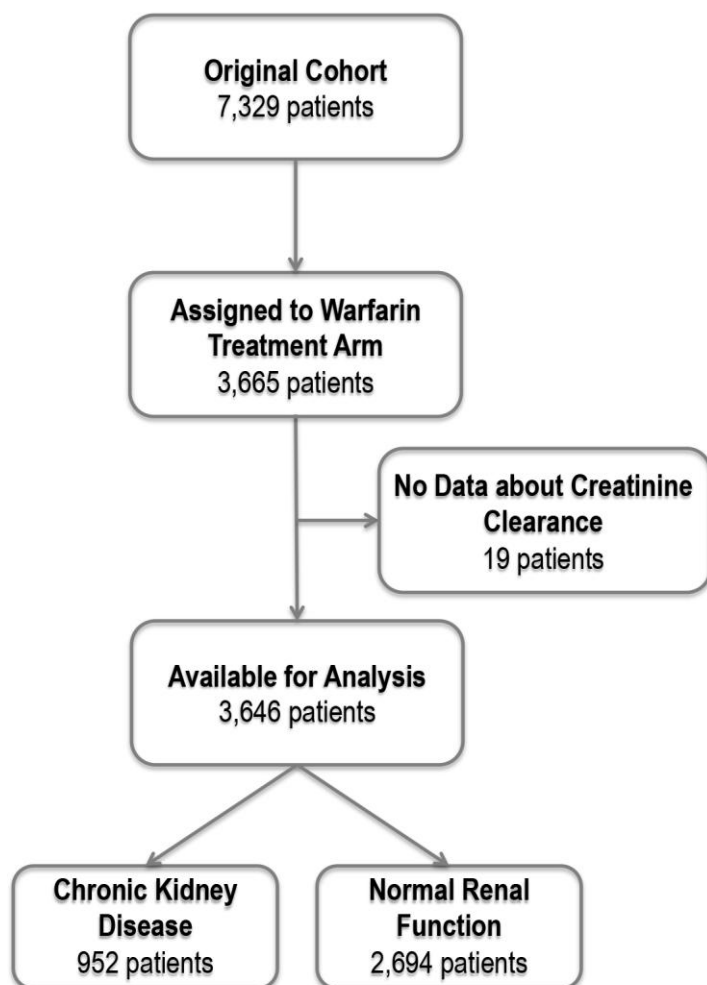 Original Cohort
7,329 patients
Assigned to Warfarin
Treatment Arm
3,665 patients
No Data about Creatinine
Clearance
19 patients
Available for Analysis
3,646 patients
Chronic Kidney
Disease
952 patients
Normal Renal
Function
2,694 patients